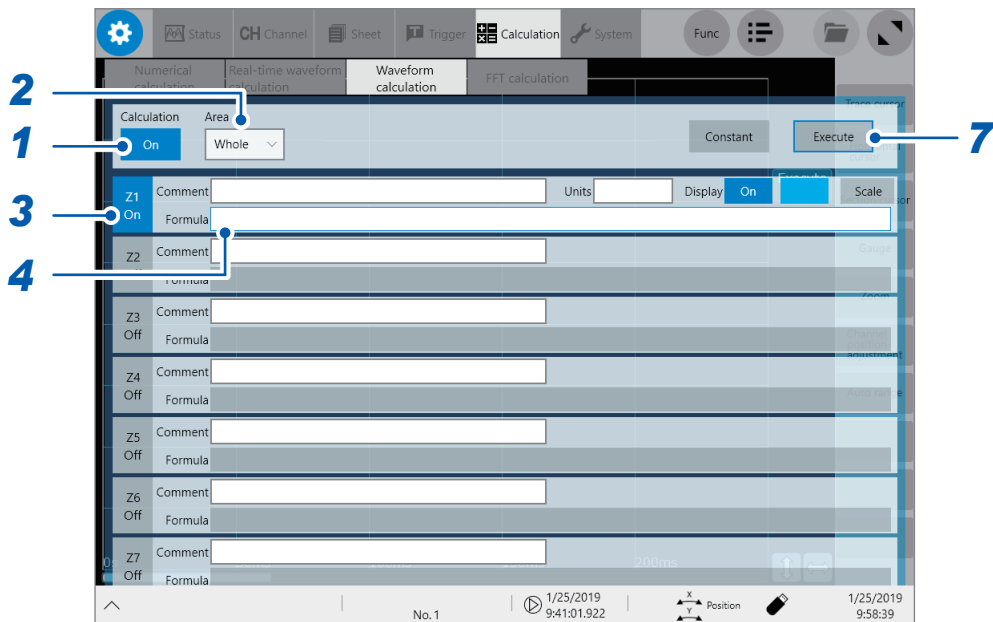 Status CH Channel Sheet Trigger Calculation System Func
Numerical calculation
Real-time waveform calculation
Waveform calculation
FFT calculation
2
1
7
3
4
Calculation Area
On Whole Constant Execute
Trace cursor
Execute
Z1 On Comment Units Display On Scale
Formula
Z2 Comment
Gauge
Formula
Zoom
Z3 Off Comment
Formula
Channel position adjustment
Z4 Off Comment
Formula
Auto range
Z5 Off Comment
Formula
Z6 Off Comment
Formula
Z7 Off Comment
Formula
200ms
No. 1
1/25/2019
9:41:01.922
X
Y
Position
1/25/2019
9:58:39